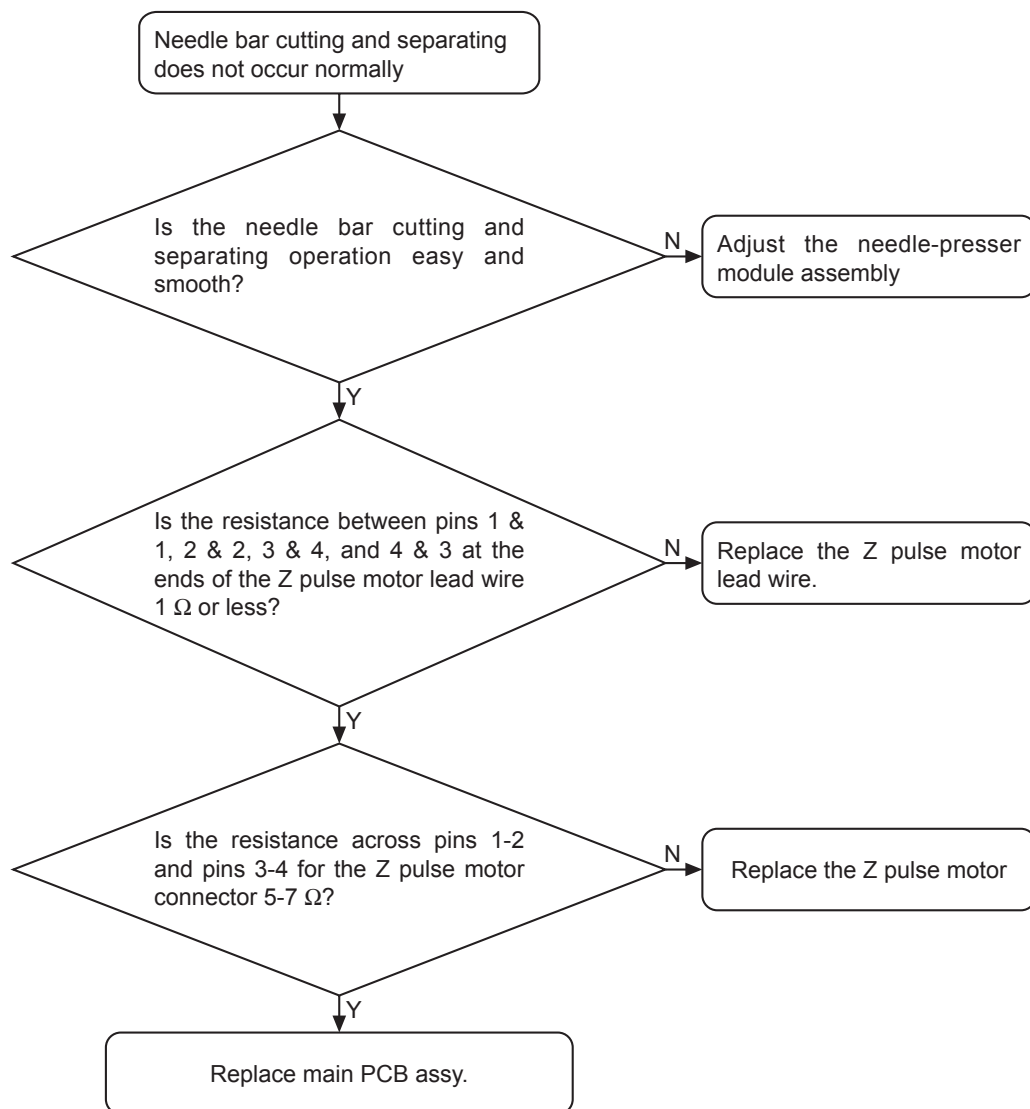 Needle bar cutting and separating
does not occur normally
Is the needle bar cutting and
separating operation easy and
smooth?
N
Adjust the needle-presser
module assembly
Y
Is the resistance between pins 1 &
1, 2 & 2, 3 & 4, and 4 & 3 at the
ends of the Z pulse motor lead wire
1 Ω or less?
N
Replace the Z pulse motor
lead wire.
Y
Is the resistance across pins 1-2
and pins 3-4 for the Z pulse motor
connector 5-7 Ω?
N
Replace the Z pulse motor
Y
Replace main PCB assy.